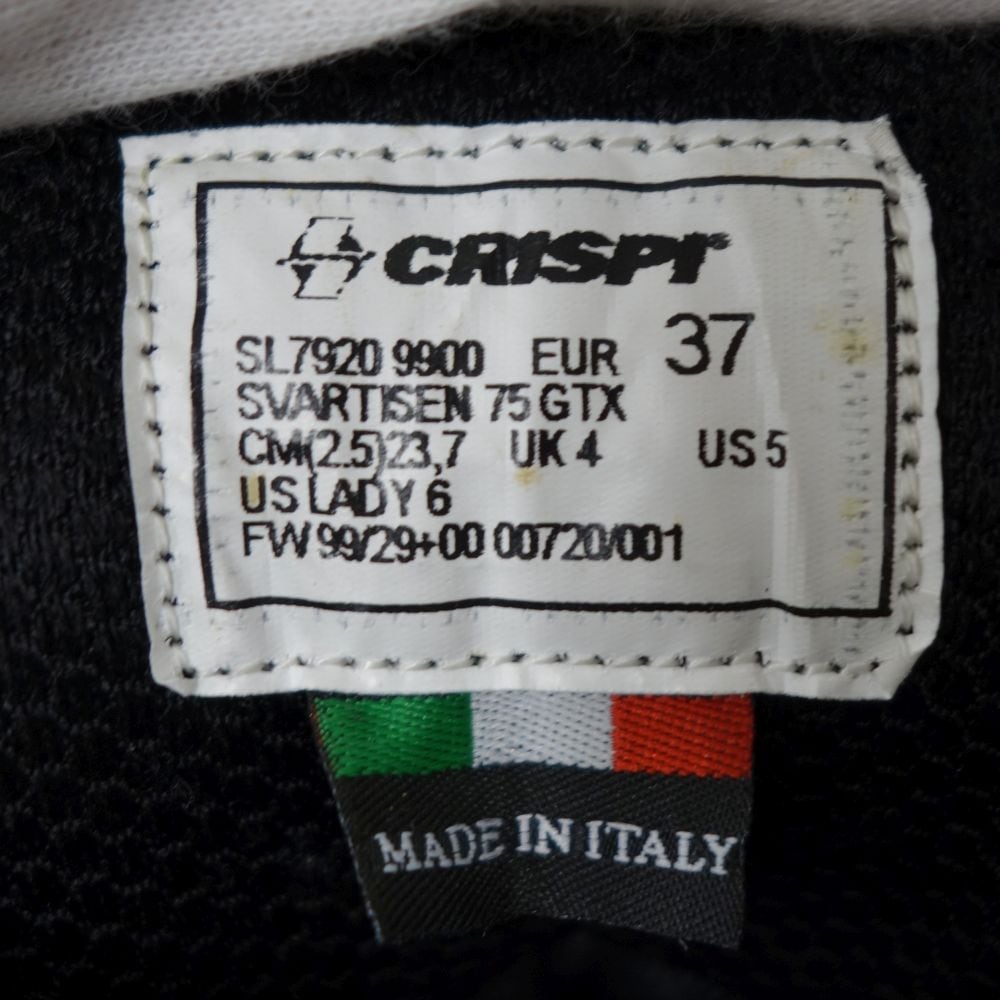 CRISPI
SL7920 9900 EUR 37
SVARTISEN 75 GTX
CM(2.5)23,7 UK 4 US 5
US LADY 6
FW 99/29+00 00720/001
MADE IN ITALY